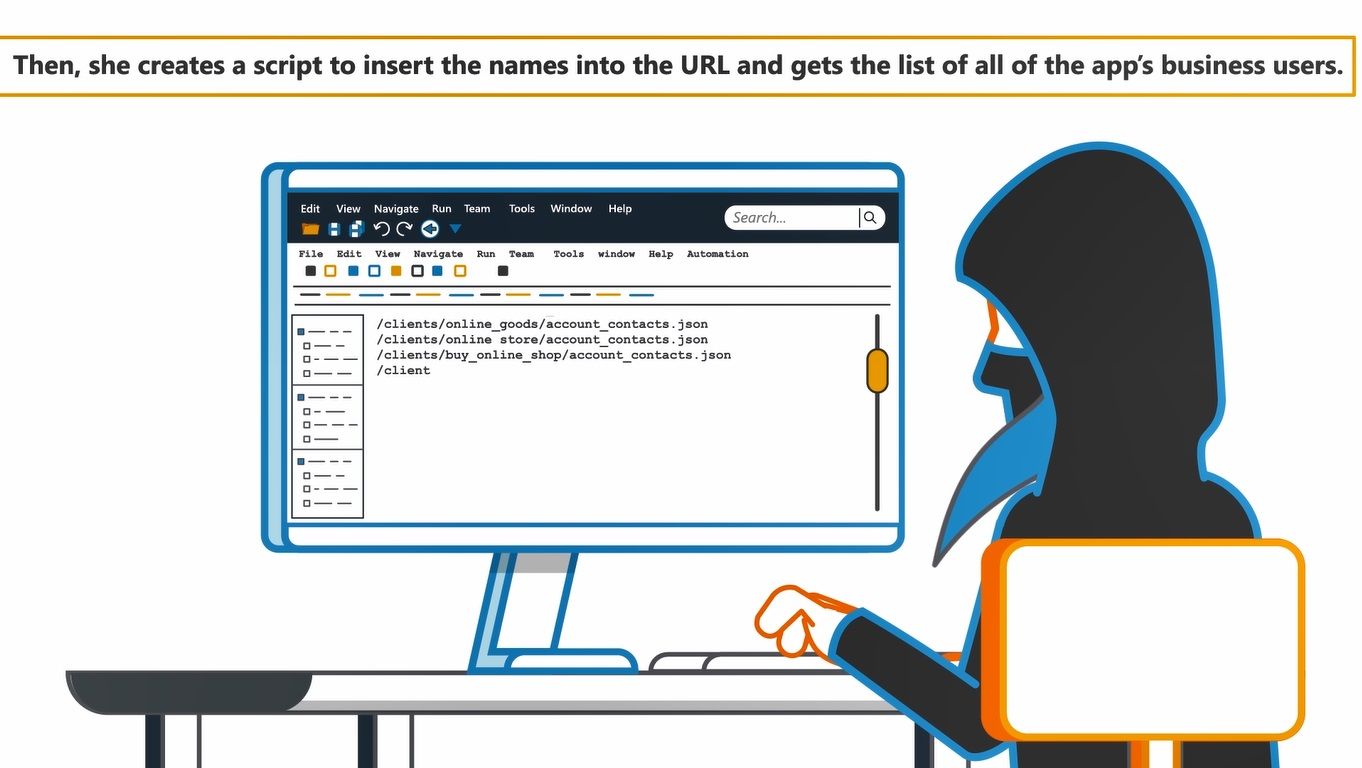 Then, she creates a script to insert the names into the URL and gets the list of all of the app's business users.
Edit View Navigate Run Team Tools Window Help
Search...
File Edit View Navigate Run Team Tools window Help Automation
/clients/online_goods/account_contacts.json
/clients/online store/account_contacts.json
/clients/buy_online_shop/account_contacts.json
/client